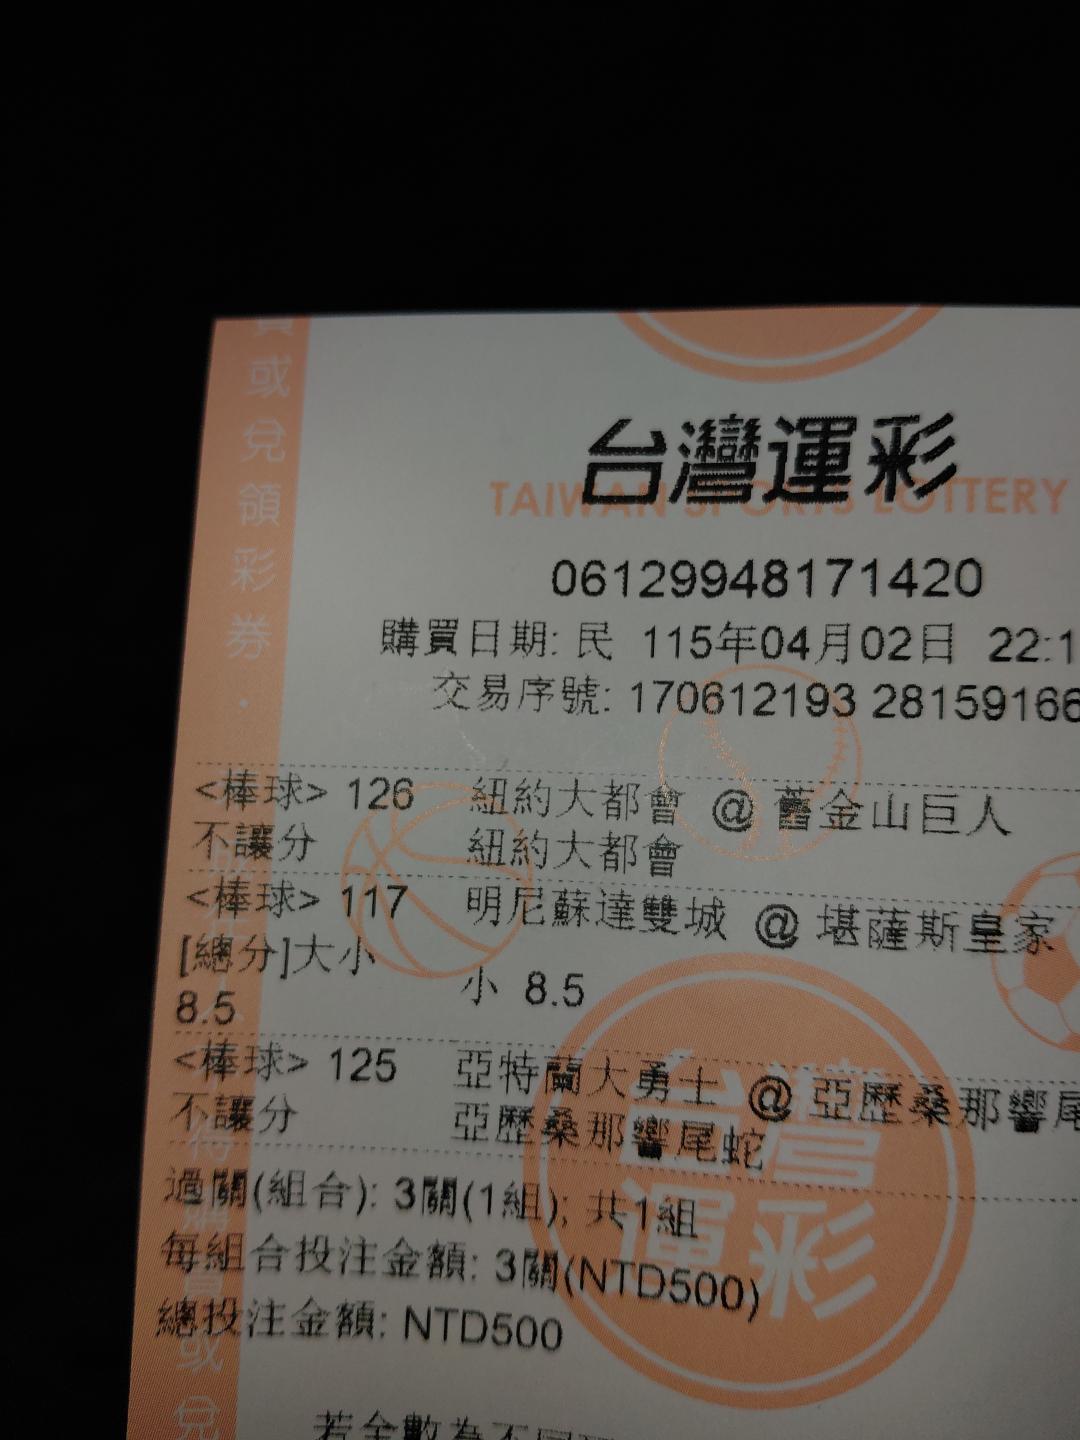 買或兌領彩券.
台灣運彩
TAIWAN SPORTS LOTTERY
06129948171420
購買日期: 民 115年04月02日 22:1
交易序號: 170612193 28159166
<棒球> 126 紐約大都會 @ 舊金山巨人
不讓分 紐約大都會
<棒球> 117 明尼蘇達雙城 @ 堪薩斯皇家
[總分]大小
小 8.5
8.5
<棒球> 125 亞特蘭大勇士 @ 亞歷桑那響尾
不讓分 亞歷桑那響尾蛇
台灣
運彩
過關(組合): 3關(1組); 共1組
每組合投注金額: 3關(NTD500)
總投注金額: NTD500
若全數為不同